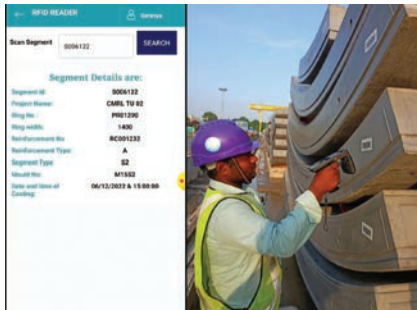 RFID READER
Scan Segment S006122 SEARCH
Segment Details are:
Segment Id: S006122
Project Name: CMRL TU 02
Ring No : PR01290
Ring width: 1400
Reinforcement No: RC001232
Reinforcement Type: A
Segment Type S2
Mould No: M1552
Date and time of 06/12/2022 & 15:00:00
Casting: